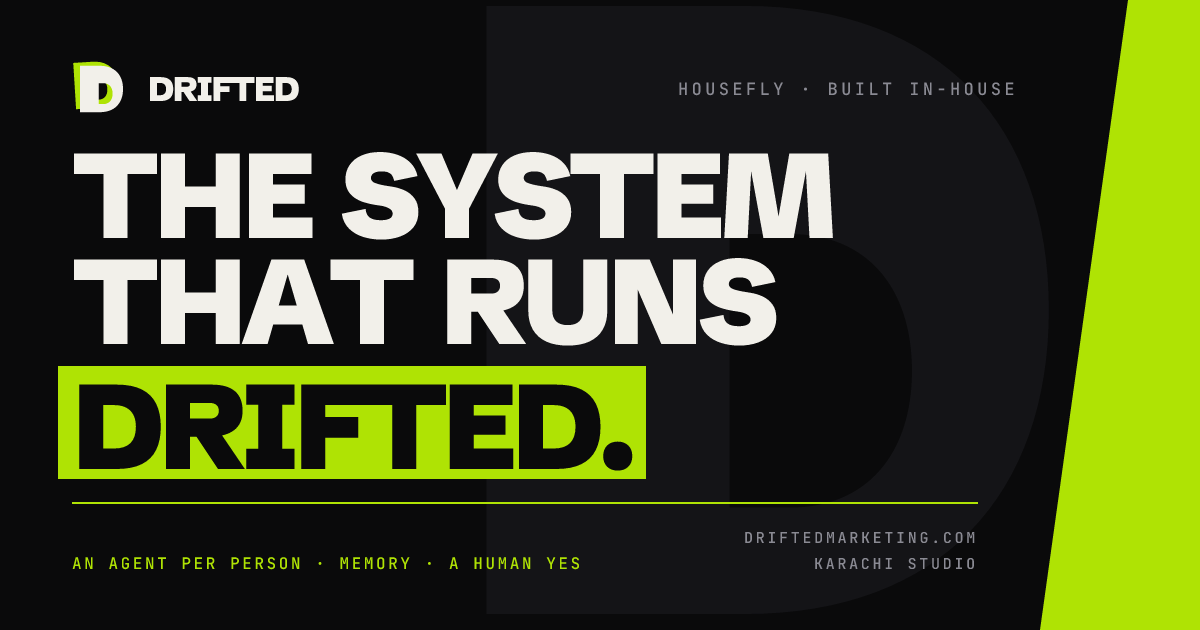 D DRIFTED
HOUSEFLY · BUILT IN-HOUSE
THE SYSTEM
THAT RUNS
DRIFTED.
DRIFTEDMARKETING.COM
AN AGENT PER PERSON · MEMORY · A HUMAN YES
KARACHI STUDIO